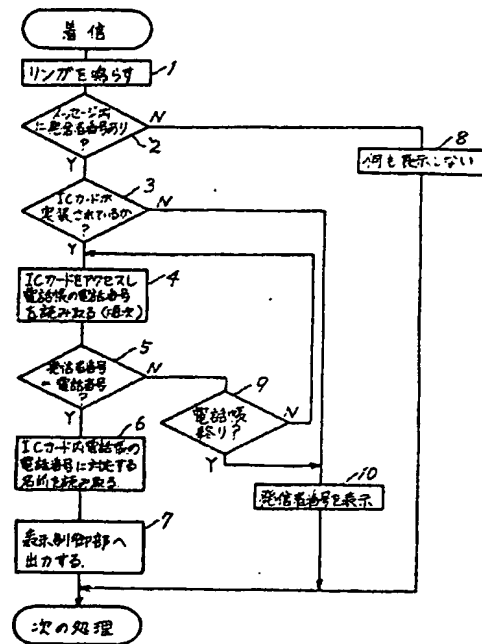 着信
リンガを鳴らす
1
メッセージ内
に発信者番号あり
?
2
N
Y
8
何も表示しない
3
ICカードが
実装されているか
?
N
Y
4
ICカードをアクセスし
電話帳の電話番号
を読み取る(順次)
5
発信者番号
=電話番号
?
N
Y
9
電話帳
終り?
N
Y
6
ICカード内電話帳の
電話番号に対応する
名前を読み取る
10
発信者番号を表示
7
表示制御部へ
出力する.
次の処理